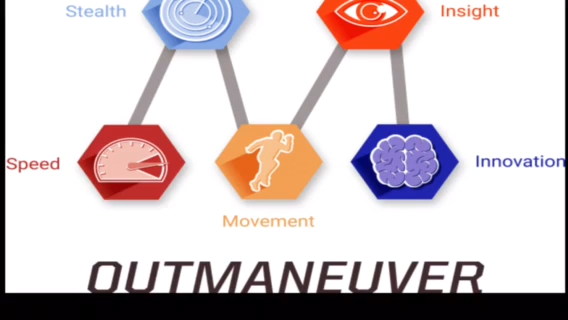 Stealth
Insight
Speed
Innovation
Movement
OUTMANEUVER